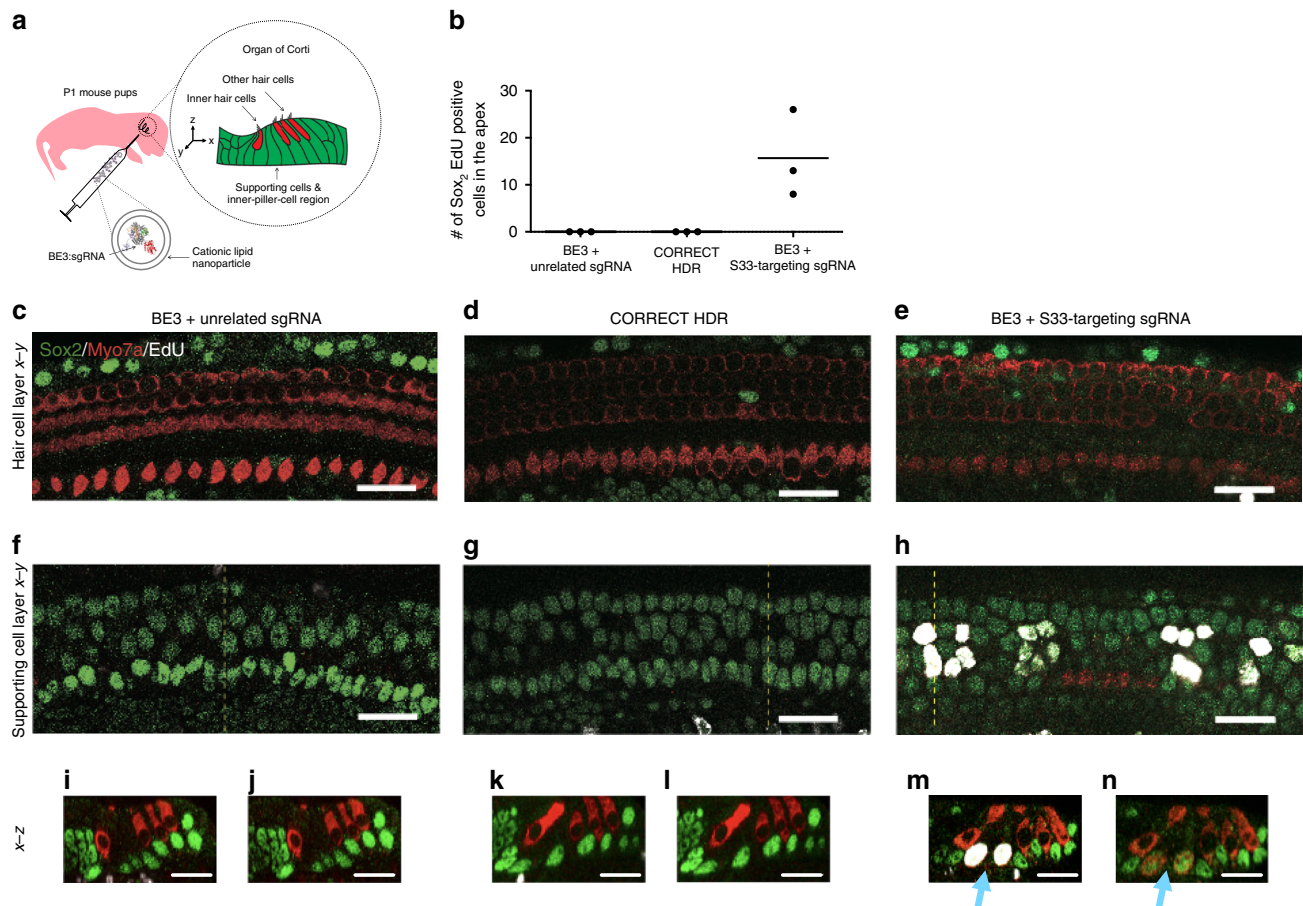 a
P1 mouse pups
Organ of Corti
Other hair cells
Inner hair cells
z
x
y
Supporting cells &
inner-piller-cell region
BE3:sgRNA
Cationic lipid
nanoparticle
b
# of Sox2 EdU positive
cells in the apex
30
20
10
0
BE3 +
unrelated sgRNA
CORRECT
HDR
BE3 +
S33-targeting sgRNA
c
BE3 + unrelated sgRNA
d
CORRECT HDR
e
BE3 + S33-targeting sgRNA
Hair cell layer x–y
Sox2/Myo7a/EdU
f
g
h
Supporting cell layer x–y
i
j
k
l
m
n
x–z